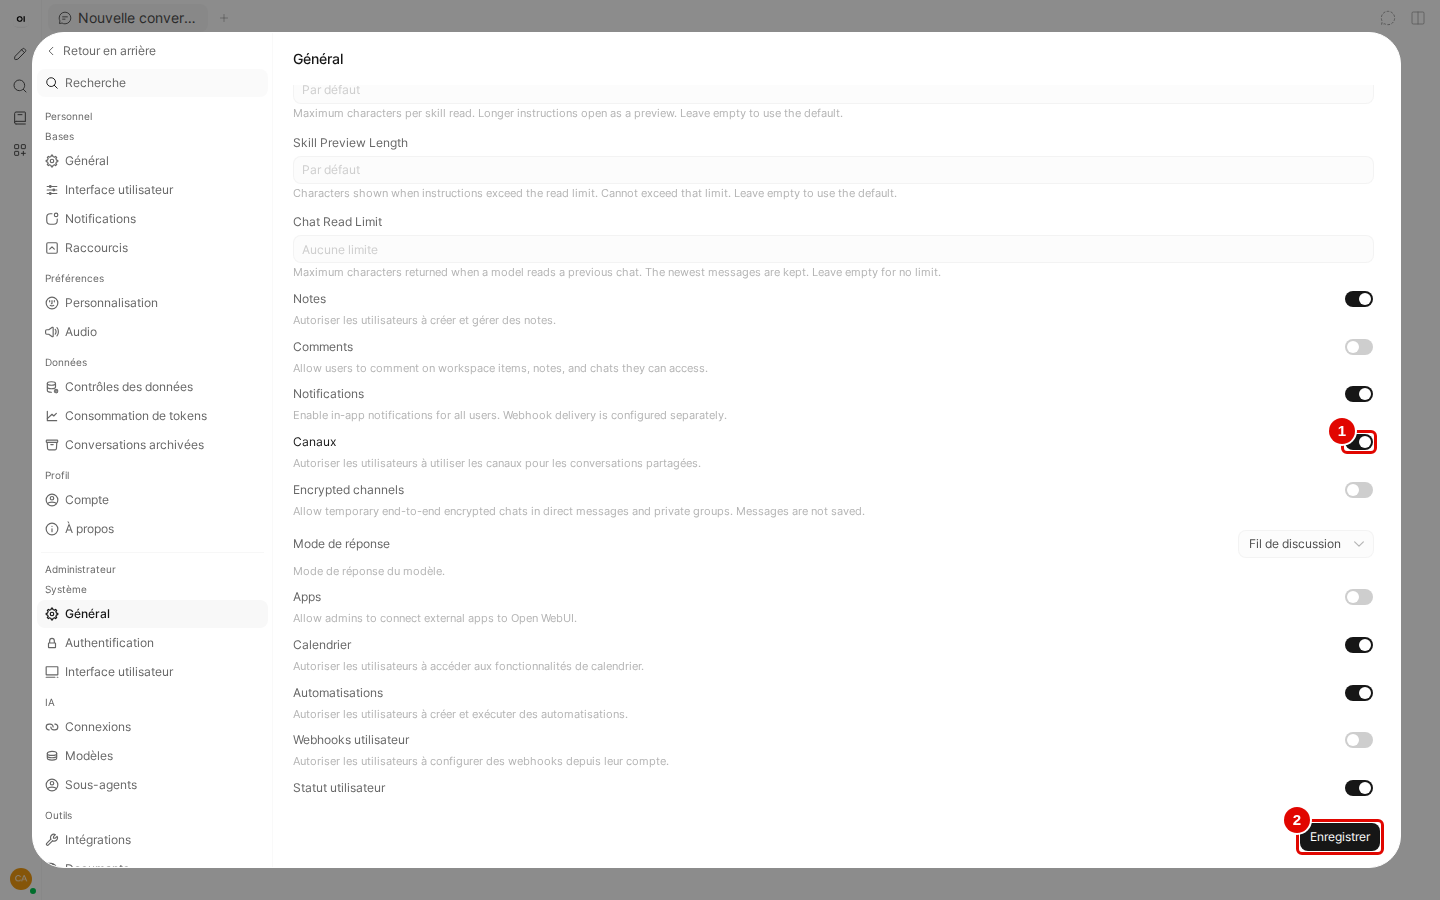 OI
Nouvelle conver...
Retour en arrière
Recherche
Personnel
Bases
Général
Interface utilisateur
Notifications
Raccourcis
Préférences
Personnalisation
Audio
Données
Contrôles des données
Consommation de tokens
Conversations archivées
Profil
Compte
À propos
Administrateur
Système
Général
Authentification
Interface utilisateur
IA
Connexions
Modèles
Sous-agents
Outils
Intégrations
CA
Général
Par défaut
Maximum characters per skill read. Longer instructions open as a preview. Leave empty to use the default.
Skill Preview Length
Par défaut
Characters shown when instructions exceed the read limit. Cannot exceed that limit. Leave empty to use the default.
Chat Read Limit
Aucune limite
Maximum characters returned when a model reads a previous chat. The newest messages are kept. Leave empty for no limit.
Notes
Autoriser les utilisateurs à créer et gérer des notes.
Comments
Allow users to comment on workspace items, notes, and chats they can access.
Notifications
Enable in-app notifications for all users. Webhook delivery is configured separately.
Canaux
1
Autoriser les utilisateurs à utiliser les canaux pour les conversations partagées.
Encrypted channels
Allow temporary end-to-end encrypted chats in direct messages and private groups. Messages are not saved.
Mode de réponse
Fil de discussion
Mode de réponse du modèle.
Apps
Allow admins to connect external apps to Open WebUI.
Calendrier
Autoriser les utilisateurs à accéder aux fonctionnalités de calendrier.
Automatisations
Autoriser les utilisateurs à créer et exécuter des automatisations.
Webhooks utilisateur
Autoriser les utilisateurs à configurer des webhooks depuis leur compte.
Statut utilisateur
2
Enregistrer